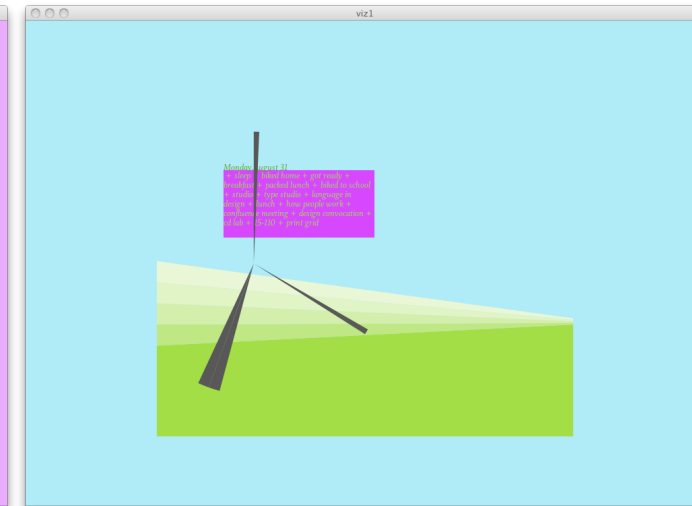 viz1
Monday August 31
+ sleep + biked home + got ready +
breakfast + packed lunch + biked to school
+ studio + type studio + language in
design + lunch + how people work +
confluence meeting + design convocation +
cd lab + 15-110 + print grid